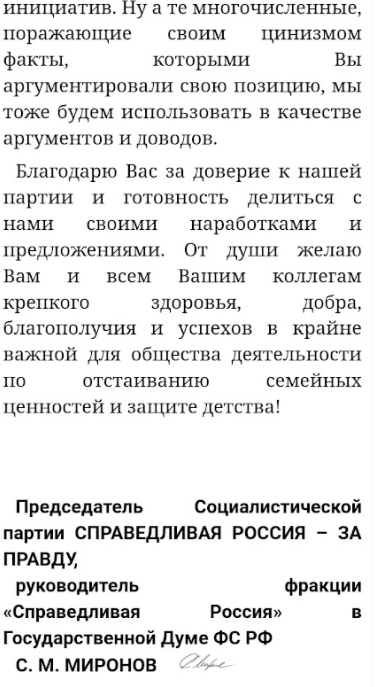 инициатив. Ну а те многочисленные,
поражающие своим цинизмом
факты, которыми Вы
аргументировали свою позицию, мы
тоже будем использовать в качестве
аргументов и доводов.
Благодарю Вас за доверие к нашей
партии и готовность делиться с
нами своими наработками и
предложениями. От души желаю
Вам и всем Вашим коллегам
крепкого здоровья, добра,
благополучия и успехов в крайне
важной для общества деятельности
по отстаиванию семейных
ценностей и защите детства!
Председатель Социалистической
партии СПРАВЕДЛИВАЯ РОССИЯ – ЗА
ПРАВДУ,
руководитель фракции
«Справедливая Россия» в
Государственной Думе ФС РФ
С. М. МИРОНОВ